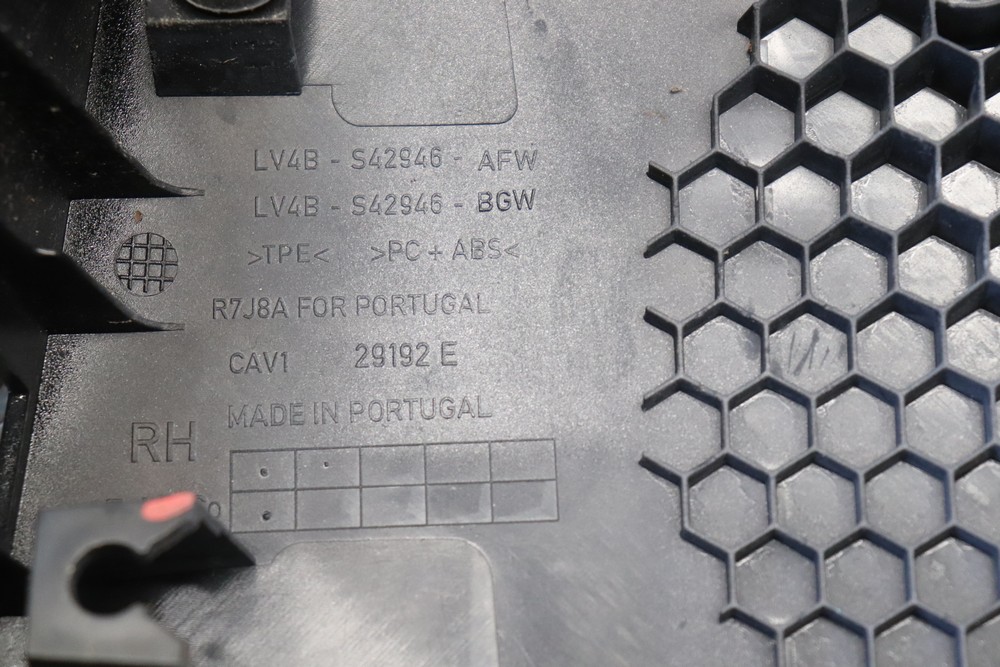 LV4B - S42946 - AFW
LV4B - S42946 - BGW
>TPE< >PC + ABS<
R7J8A FOR PORTUGAL
CAV1 29192 E
MADE IN PORTUGAL
RH